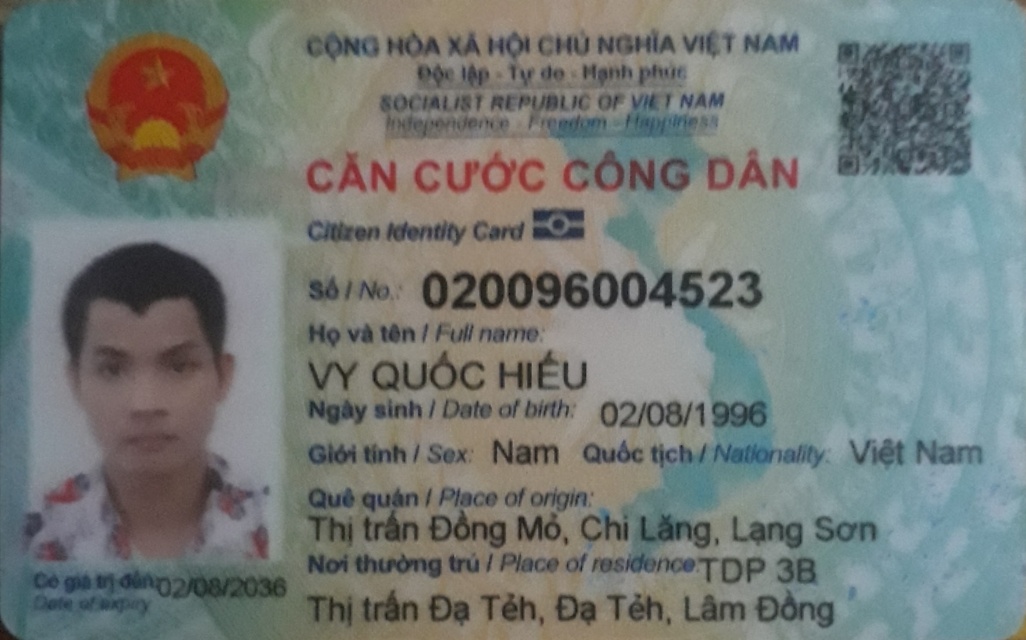 CỘNG HÒA XÃ HỘI CHỦ NGHĨA VIỆT NAM
Độc lập - Tự do - Hạnh phúc
SOCIALIST REPUBLIC OF VIET NAM
Independence - Freedom - Happiness
CĂN CƯỚC CÔNG DÂN
Citizen Identity Card
Số / No.: 020096004523
Họ và tên / Full name:
VY QUỐC HIẾU
Ngày sinh / Date of birth: 02/08/1996
Giới tính / Sex: Nam Quốc tịch / Nationality: Việt Nam
Quê quán / Place of origin:
Thị trấn Đồng Mỏ, Chi Lăng, Lạng Sơn
Nơi thường trú / Place of residence: TDP 3B
Thị trấn Đạ Tẻh, Đạ Tẻh, Lâm Đồng
Có giá trị đến: 02/08/2036
Date of expiry